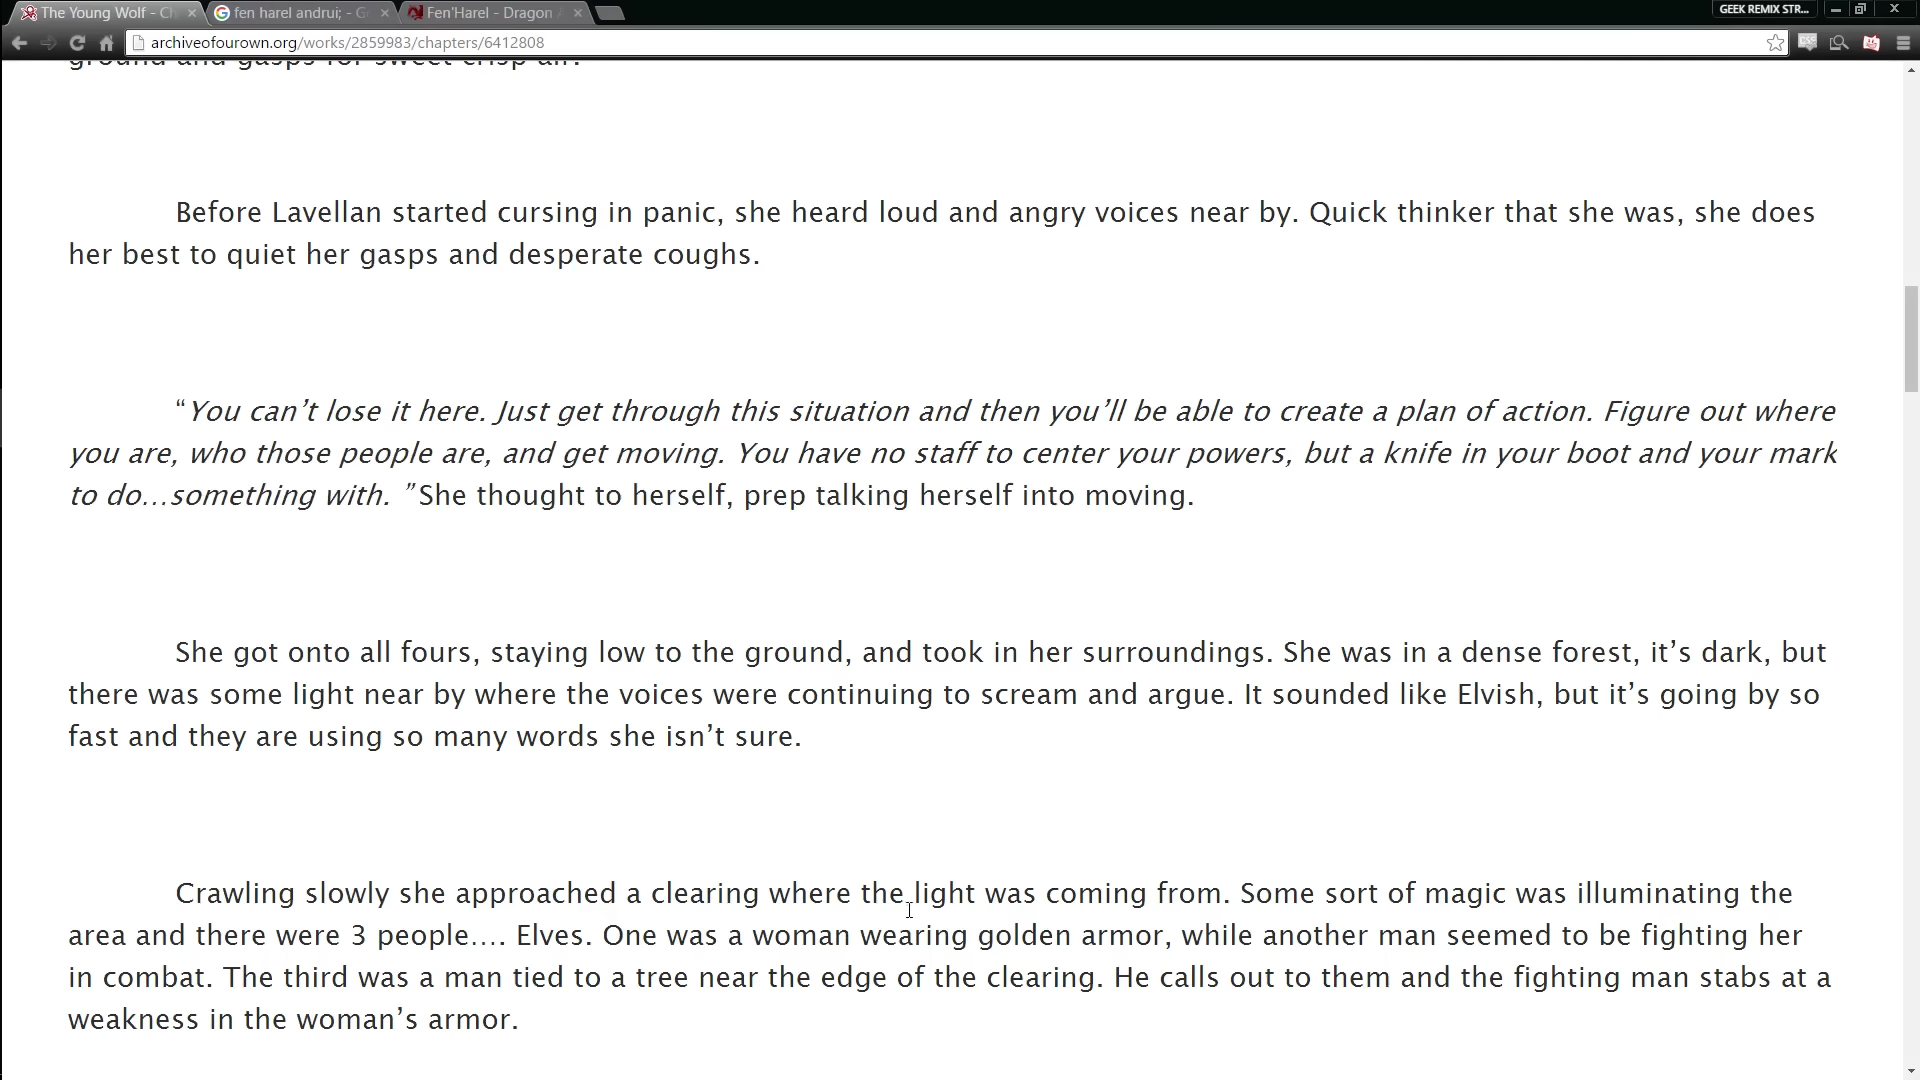 The Young Wolf - Ch
fen harel andrui; - G
Fen'Harel - Dragon
GEEK REMIX STR...
archiveofourown.org/works/2859983/chapters/6412808
ground and gasps for sweet crisp air.
Before Lavellan started cursing in panic, she heard loud and angry voices near by. Quick thinker that she was, she does
her best to quiet her gasps and desperate coughs.
“You can’t lose it here. Just get through this situation and then you’ll be able to create a plan of action. Figure out where
you are, who those people are, and get moving. You have no staff to center your powers, but a knife in your boot and your mark
to do...something with. ” She thought to herself, prep talking herself into moving.
She got onto all fours, staying low to the ground, and took in her surroundings. She was in a dense forest, it’s dark, but
there was some light near by where the voices were continuing to scream and argue. It sounded like Elvish, but it’s going by so
fast and they are using so many words she isn’t sure.
Crawling slowly she approached a clearing where the light was coming from. Some sort of magic was illuminating the
area and there were 3 people.... Elves. One was a woman wearing golden armor, while another man seemed to be fighting her
in combat. The third was a man tied to a tree near the edge of the clearing. He calls out to them and the fighting man stabs at a
weakness in the woman’s armor.